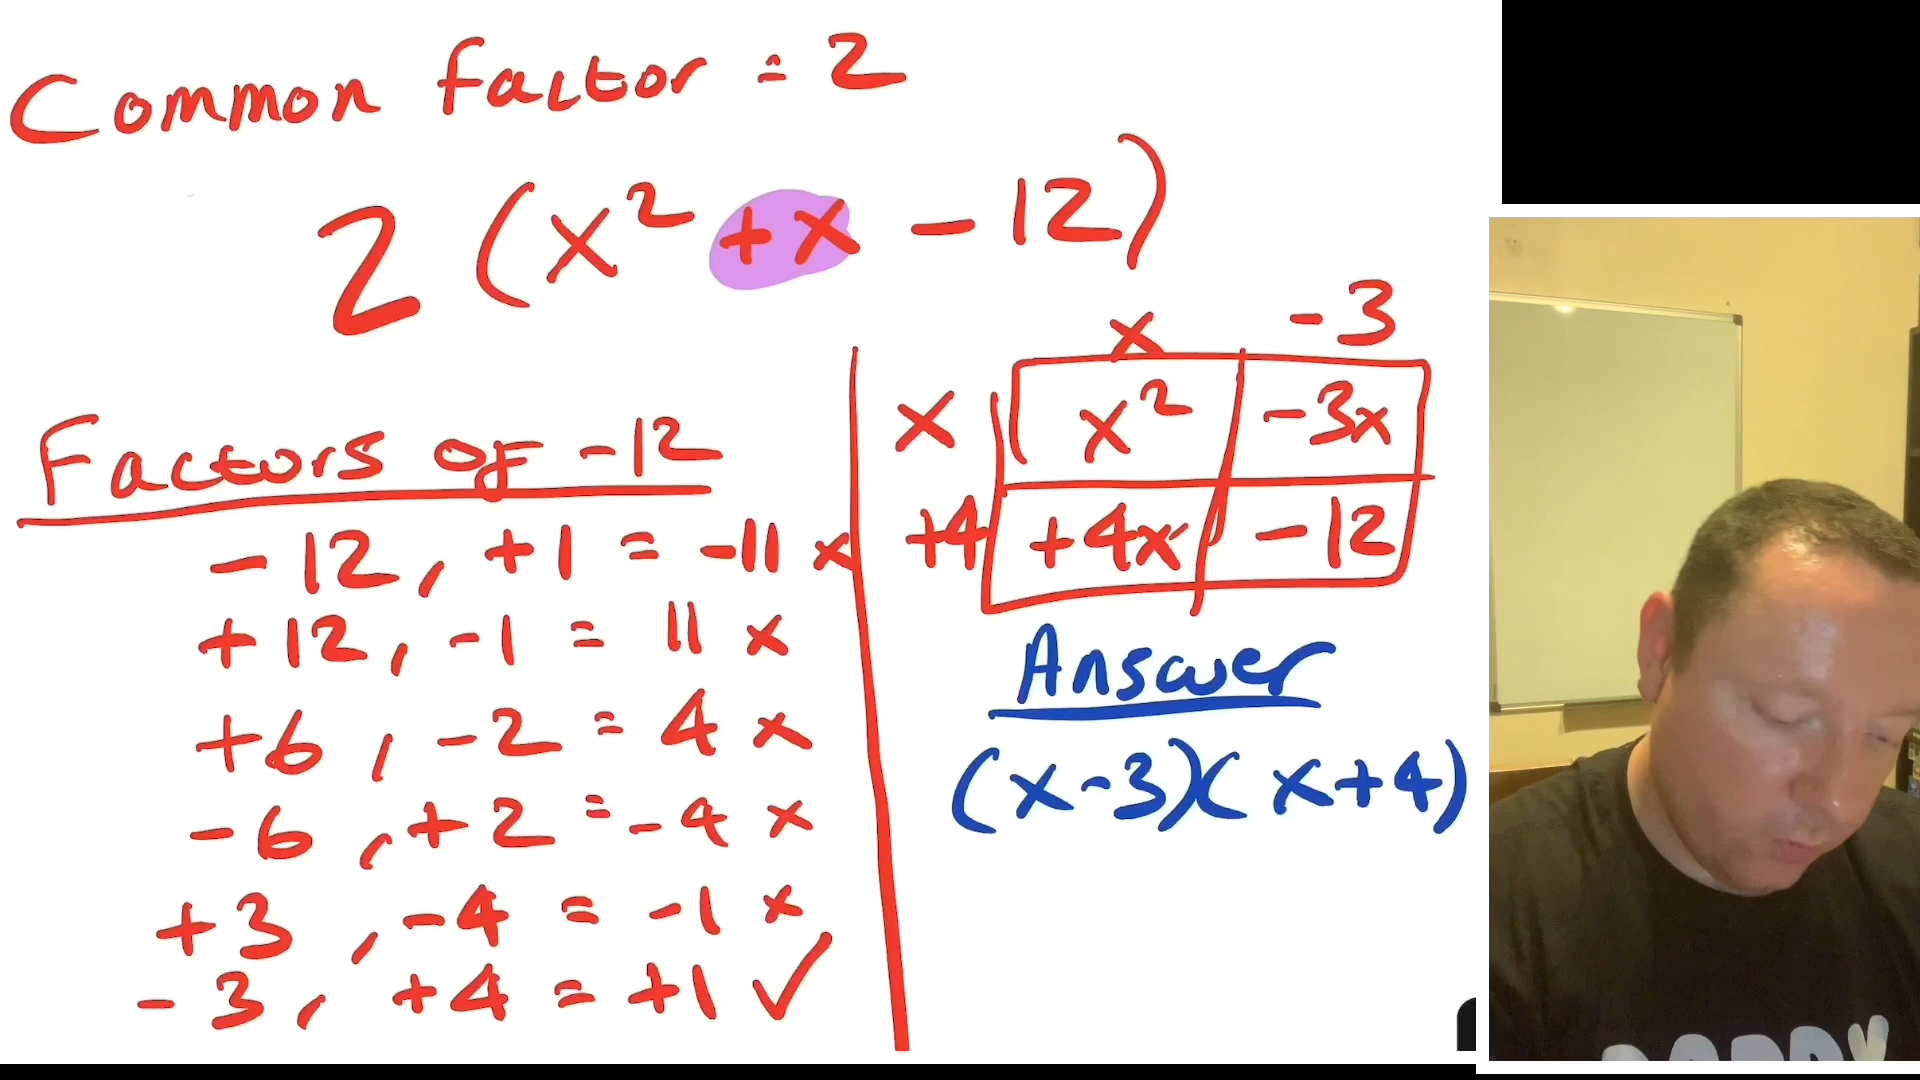 Common factor = 2
2 (x² +x - 12)
Factors of -12
-12, +1 = -11 x
+12, -1 = 11 x
+6, -2 = 4 x
-6, +2 = -4 x
+3, -4 = -1 x
-3, +4 = +1 ✓
x -3
x x² -3x
+4 +4x -12
Answer
(x-3)(x+4)